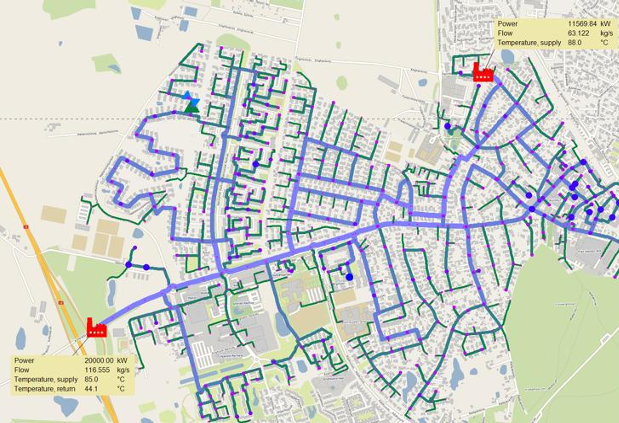 Power 11569.84 kW
Flow 63.122 kg/s
Temperature, supply 88.0 °C
Power 20000.00 kW
Flow 116.555 kg/s
Temperature, supply 85.0 °C
Temperature, return 44.1 °C